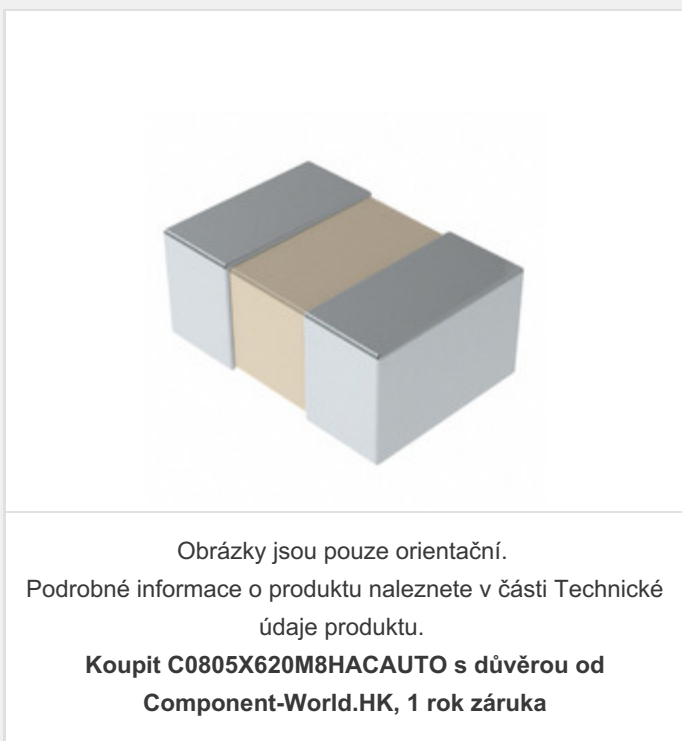 Obrázky jsou pouze orientační.
Podrobné informace o produktu naleznete v části Technické
údaje produktu.
Koupit C0805X620M8HACAUTO s důvěrou od
Component-World.HK, 1 rok záruka